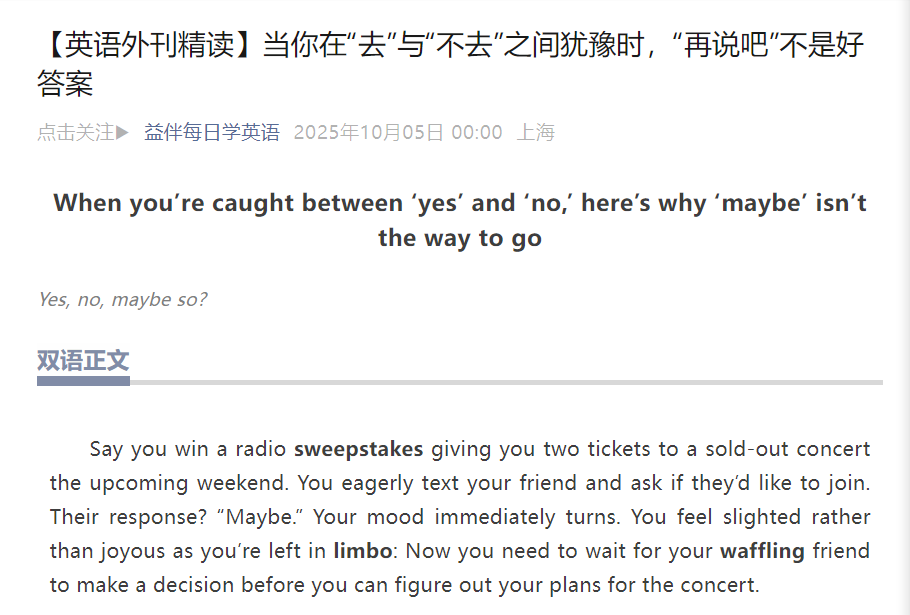 【英语外刊精读】当你在“去”与“不去”之间犹豫时，“再说吧”不是好
答案
点击关注▶ 益伴每日学英语 2025年10月05日 00:00 上海
When you’re caught between ‘yes’ and ‘no,’ here’s why ‘maybe’ isn’t
the way to go
Yes, no, maybe so?
双语正文
Say you win a radio sweepstakes giving you two tickets to a sold-out concert
the upcoming weekend. You eagerly text your friend and ask if they’d like to join.
Their response? “Maybe.” Your mood immediately turns. You feel slighted rather
than joyous as you’re left in limbo: Now you need to wait for your waffling friend
to make a decision before you can figure out your plans for the concert.